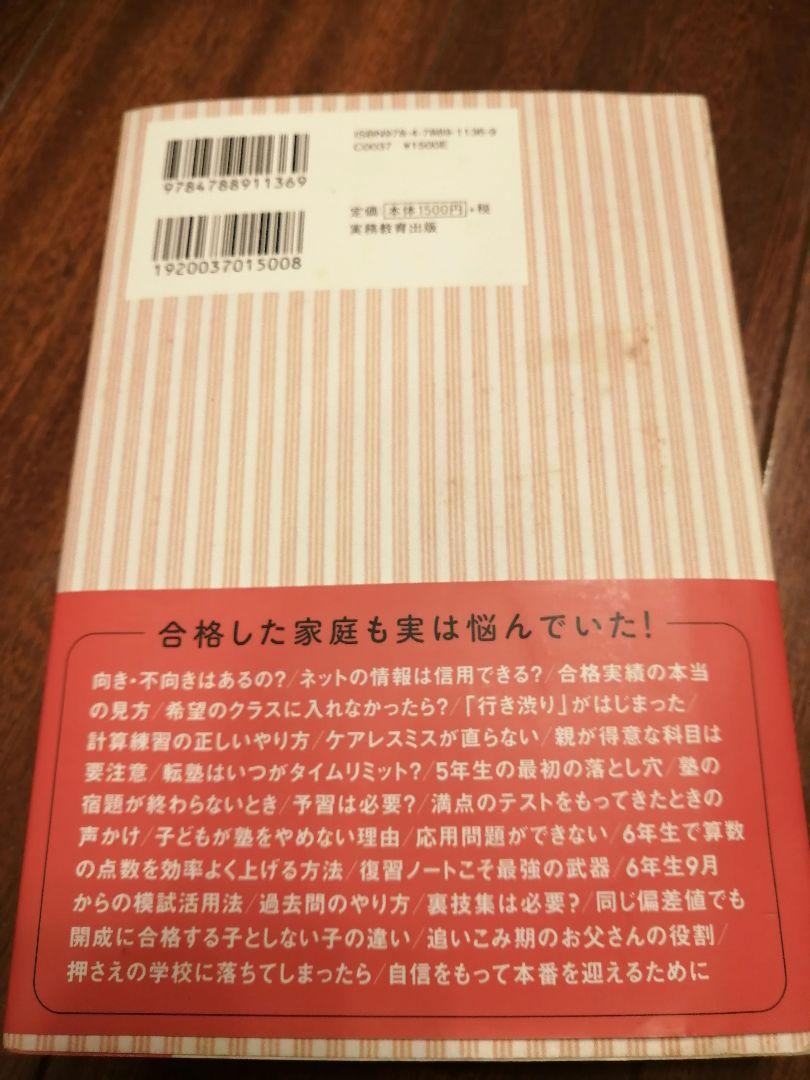 9784788911369
ISBN978-4-7889-1136-9
C0037 ¥1500E
1920037015008
定価 本体1500円+税
実務教育出版
合格した家庭も実は悩んでいた!
向き・不向きはあるの?/ネットの情報は信用できる?/合格実績の本当
の見方/希望のクラスに入れなかったら?/「行き渋り」がはじまった/
計算練習の正しいやり方/ケアレスミスが直らない/親が得意な科目は
要注意/転塾はいつがタイムリミット?/5年生の最初の落とし穴/塾の
宿題が終わらないとき/予習は必要?/満点のテストをもってきたときの
声かけ/子どもが塾をやめない理由/応用問題ができない/6年生で算数
の点数を効率よく上げる方法/復習ノートこそ最強の武器/6年生9月
からの模試活用法/過去問のやり方/裏技集は必要?/同じ偏差値でも
開成に合格する子としない子の違い/追いこみ期のお父さんの役割/
押さえの学校に落ちてしまったら/自信をもって本番を迎えるために